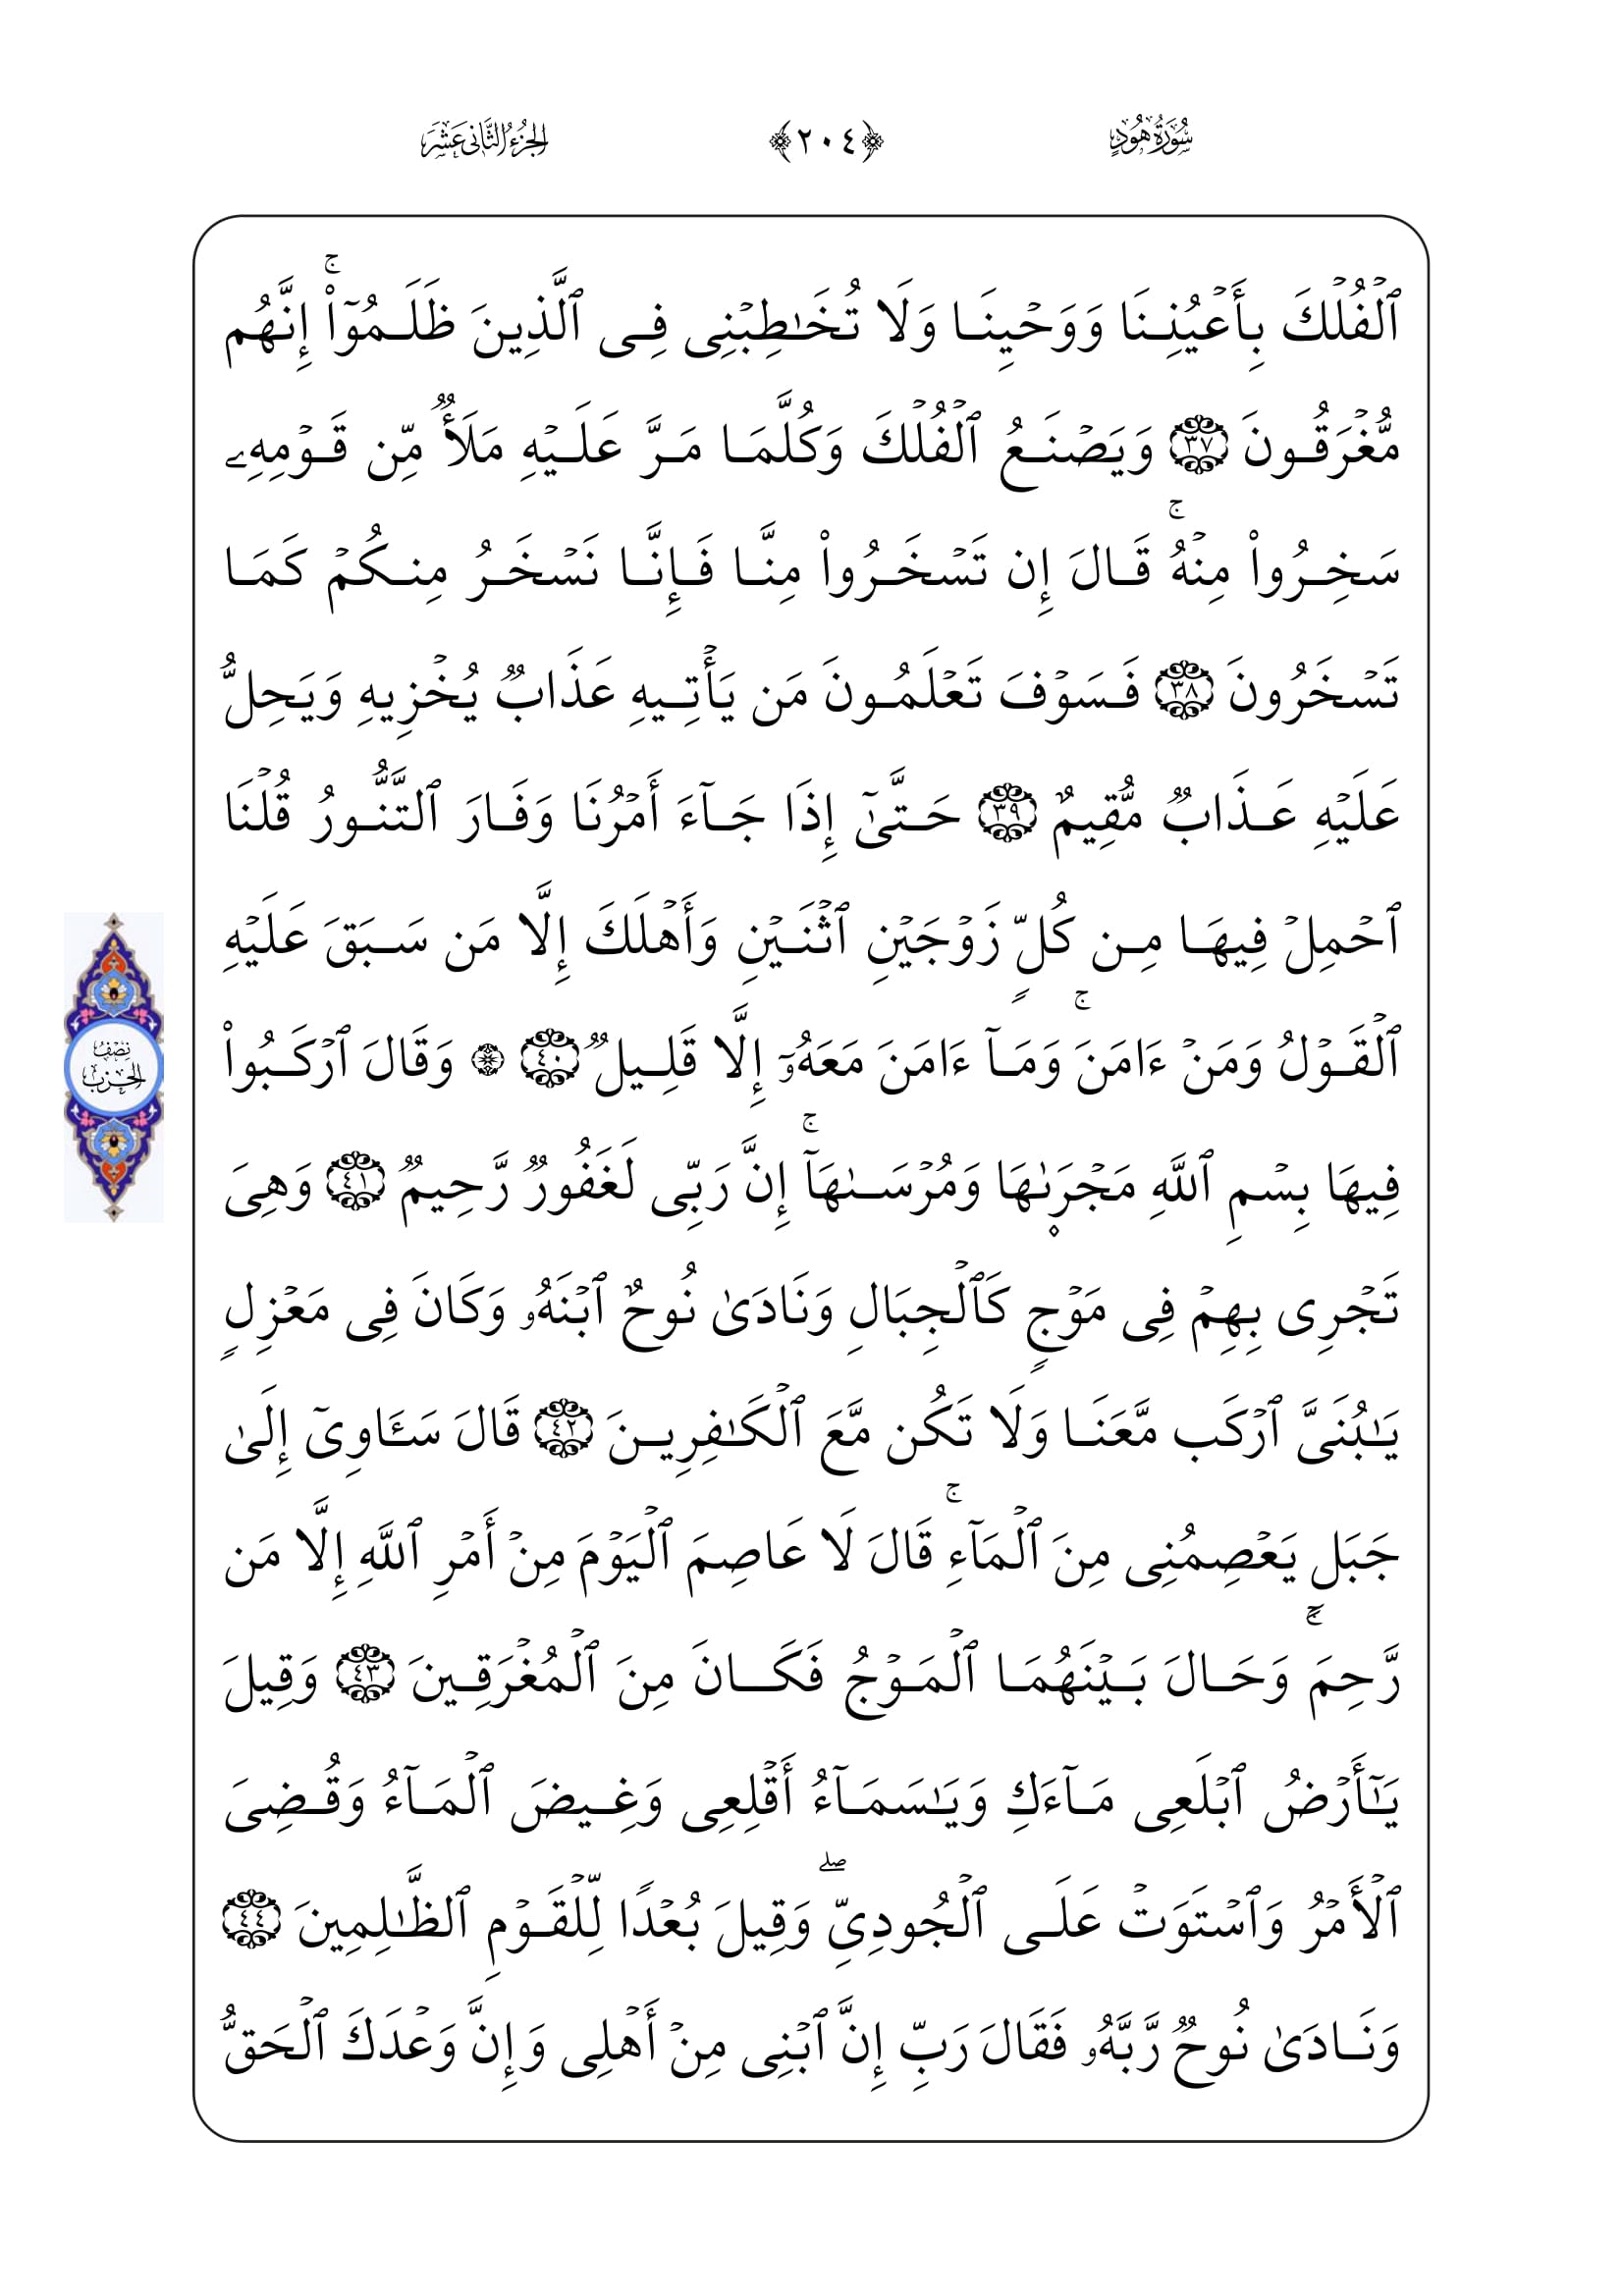 سُورَةُ هُودٍ
﴿٢٠٤﴾
الجُزْءُ الثَّانِي عَشَرَ
ٱلۡفُلۡكَ بِأَعۡيُنِنَا وَوَحۡيِنَا وَلَا تُخَٰطِبۡنِى فِى ٱلَّذِينَ ظَلَمُوٓاْۚ إِنَّهُم
مُّغۡرَقُونَ ٣٧ وَيَصۡنَعُ ٱلۡفُلۡكَ وَكُلَّمَا مَرَّ عَلَيۡهِ مَلَأٞ مِّن قَوۡمِهِۦ
سَخِرُواْ مِنۡهُۚ قَالَ إِن تَسۡخَرُواْ مِنَّا فَإِنَّا نَسۡخَرُ مِنكُمۡ كَمَا
تَسۡخَرُونَ ٣٨ فَسَوۡفَ تَعۡلَمُونَ مَن يَأۡتِيهِ عَذَابٞ يُخۡزِيهِ وَيَحِلُّ
عَلَيۡهِ عَذَابٞ مُّقِيمٌ ٣٩ حَتَّىٰٓ إِذَا جَآءَ أَمۡرُنَا وَفَارَ ٱلتَّنُّورُ قُلۡنَا
ٱحۡمِلۡ فِيهَا مِن كُلّٖ زَوۡجَيۡنِ ٱثۡنَيۡنِ وَأَهۡلَكَ إِلَّا مَن سَبَقَ عَلَيۡهِ
ٱلۡقَوۡلُ وَمَنۡ ءَامَنَۚ وَمَآ ءَامَنَ مَعَهُۥٓ إِلَّا قَلِيلٞ ٤٠ ۞ وَقَالَ ٱرۡكَبُواْ
فِيهَا بِسۡمِ ٱللَّهِ مَجۡرٜىٰهَا وَمُرۡسَىٰهَآۚ إِنَّ رَبِّى لَغَفُورٞ رَّحِيمٞ ٤١ وَهِىَ
نِصْفُ
الحِزْب
تَجۡرِى بِهِمۡ فِى مَوۡجٖ كَٱلۡجِبَالِ وَنَادَىٰ نُوحٌ ٱبۡنَهُۥ وَكَانَ فِى مَعۡزِلٖ
يَٰبُنَىَّ ٱرۡكَب مَّعَنَا وَلَا تَكُن مَّعَ ٱلۡكَٰفِرِينَ ٤٢ قَالَ سَـَٔاوِىٓ إِلَىٰ
جَبَلٖ يَعۡصِمُنِى مِنَ ٱلۡمَآءِۚ قَالَ لَا عَاصِمَ ٱلۡيَوۡمَ مِنۡ أَمۡرِ ٱللَّهِ إِلَّا مَن
رَّحِمَۚ وَحَالَ بَيۡنَهُمَا ٱلۡمَوۡجُ فَكَانَ مِنَ ٱلۡمُغۡرَقِينَ ٤٣ وَقِيلَ
يَٰٓأَرۡضُ ٱبۡلَعِى مَآءَكِ وَيَٰسَمَآءُ أَقۡلِعِى وَغِيضَ ٱلۡمَآءُ وَقُضِىَ
ٱلۡأَمۡرُ وَٱسۡتَوَتۡ عَلَى ٱلۡجُودِىِّۖ وَقِيلَ بُعۡدٗا لِّلۡقَوۡمِ ٱلظَّٰلِمِينَ ٤٤
وَنَادَىٰ نُوحٞ رَّبَّهُۥ فَقَالَ رَبِّ إِنَّ ٱبۡنِى مِنۡ أَهۡلِى وَإِنَّ وَعۡدَكَ ٱلۡحَقُّ